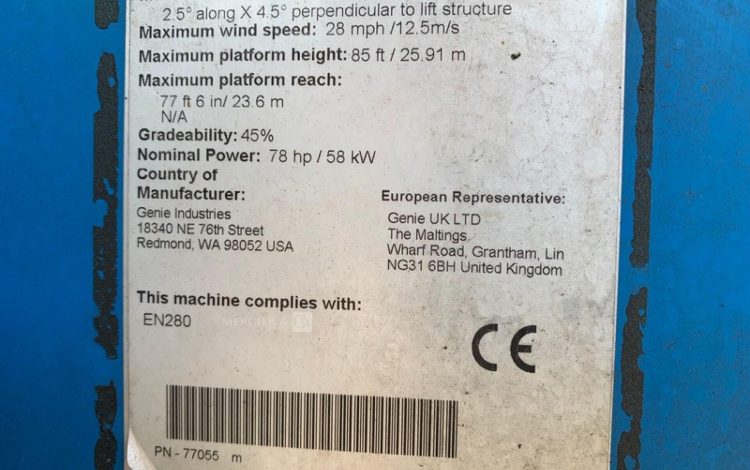 2.5° along X 4.5° perpendicular to lift structure
Maximum wind speed: 28 mph /12.5m/s
Maximum platform height: 85 ft / 25.91 m
Maximum platform reach:
77 ft 6 in/ 23.6 m
N/A
Gradeability: 45%
Nominal Power: 78 hp / 58 kW
Country of
Manufacturer:
Genie Industries
18340 NE 76th Street
Redmond, WA 98052 USA
European Representative:
Genie UK LTD
The Maltings
Wharf Road, Grantham, Lin
NG31 6BH United Kingdom
This machine complies with:
EN280
CE
PN - 77055 m